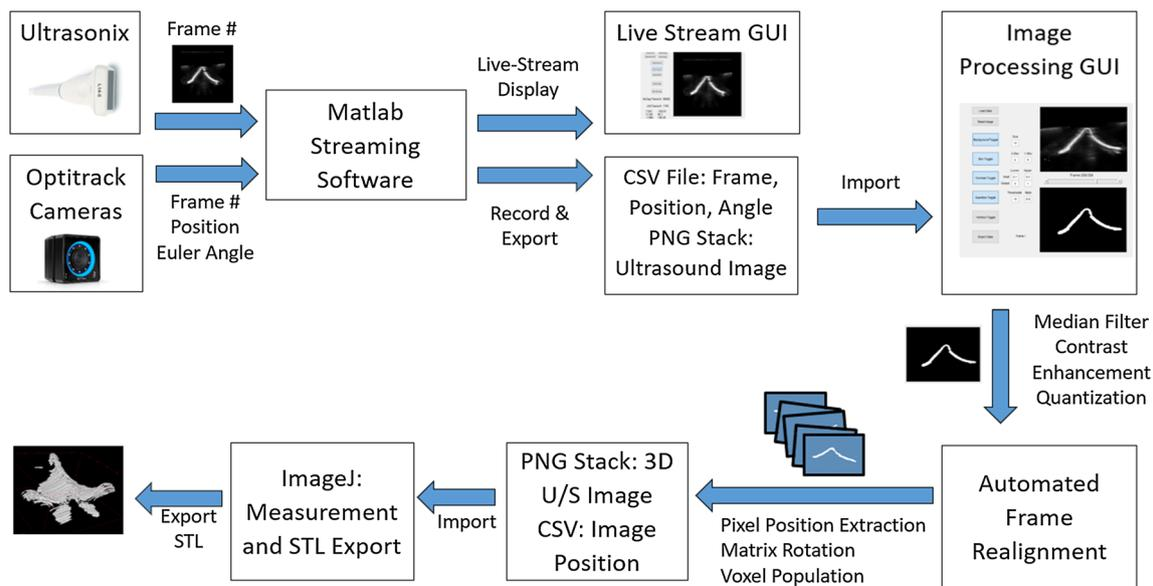 Ultrasonix
Frame #
Optitrack
Cameras
Frame #
Position
Euler Angle
Matlab
Streaming
Software
Live-Stream
Display
Record &
Export
Live Stream GUI
CSV File: Frame,
Position, Angle
PNG Stack:
Ultrasound Image
Import
Image
Processing GUI
Median Filter
Contrast
Enhancement
Quantization
Automated
Frame
Realignment
Pixel Position Extraction
Matrix Rotation
Voxel Population
PNG Stack: 3D
U/S Image
CSV: Image
Position
Import
ImageJ:
Measurement
and STL Export
Export
STL